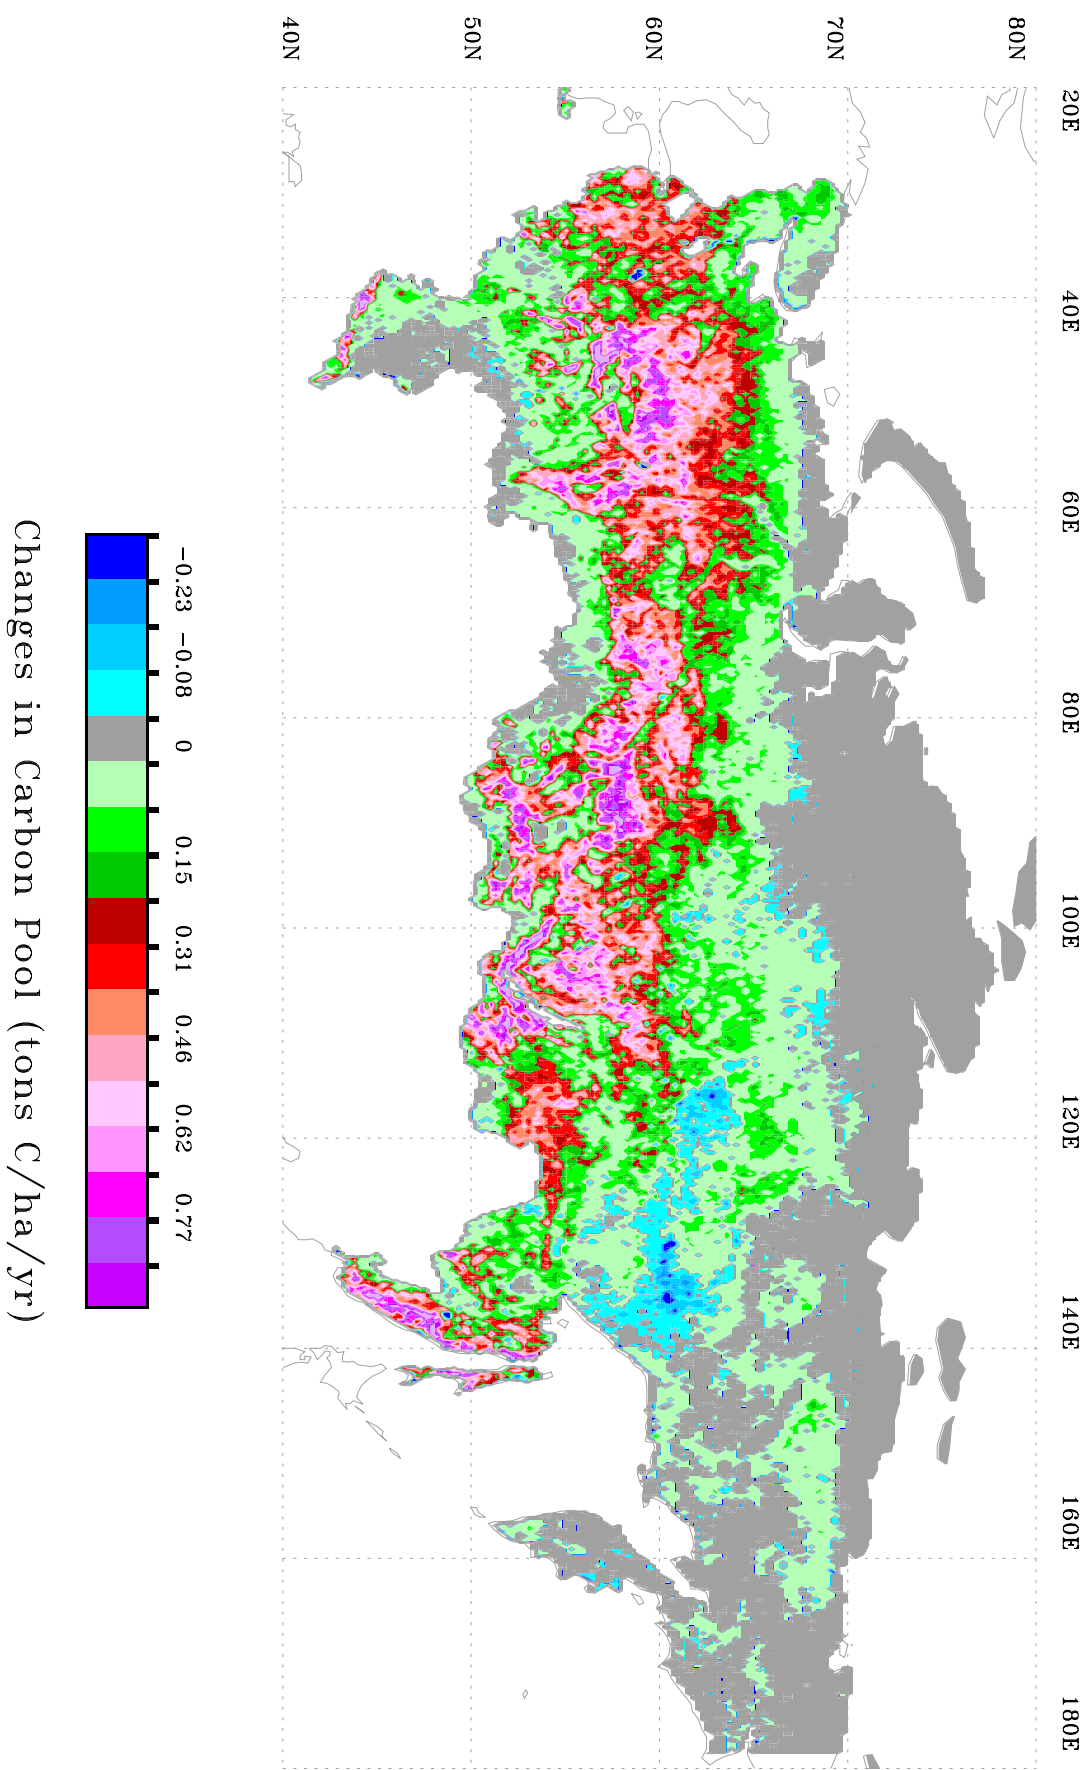 80N
70N
60N
50N
40N
20E
40E
60E
80E
100E
120E
140E
160E
180E
−0.23
−0.08
0
0.15
0.31
0.46
0.62
0.77
Changes in Carbon Pool (tons C/ha/yr)